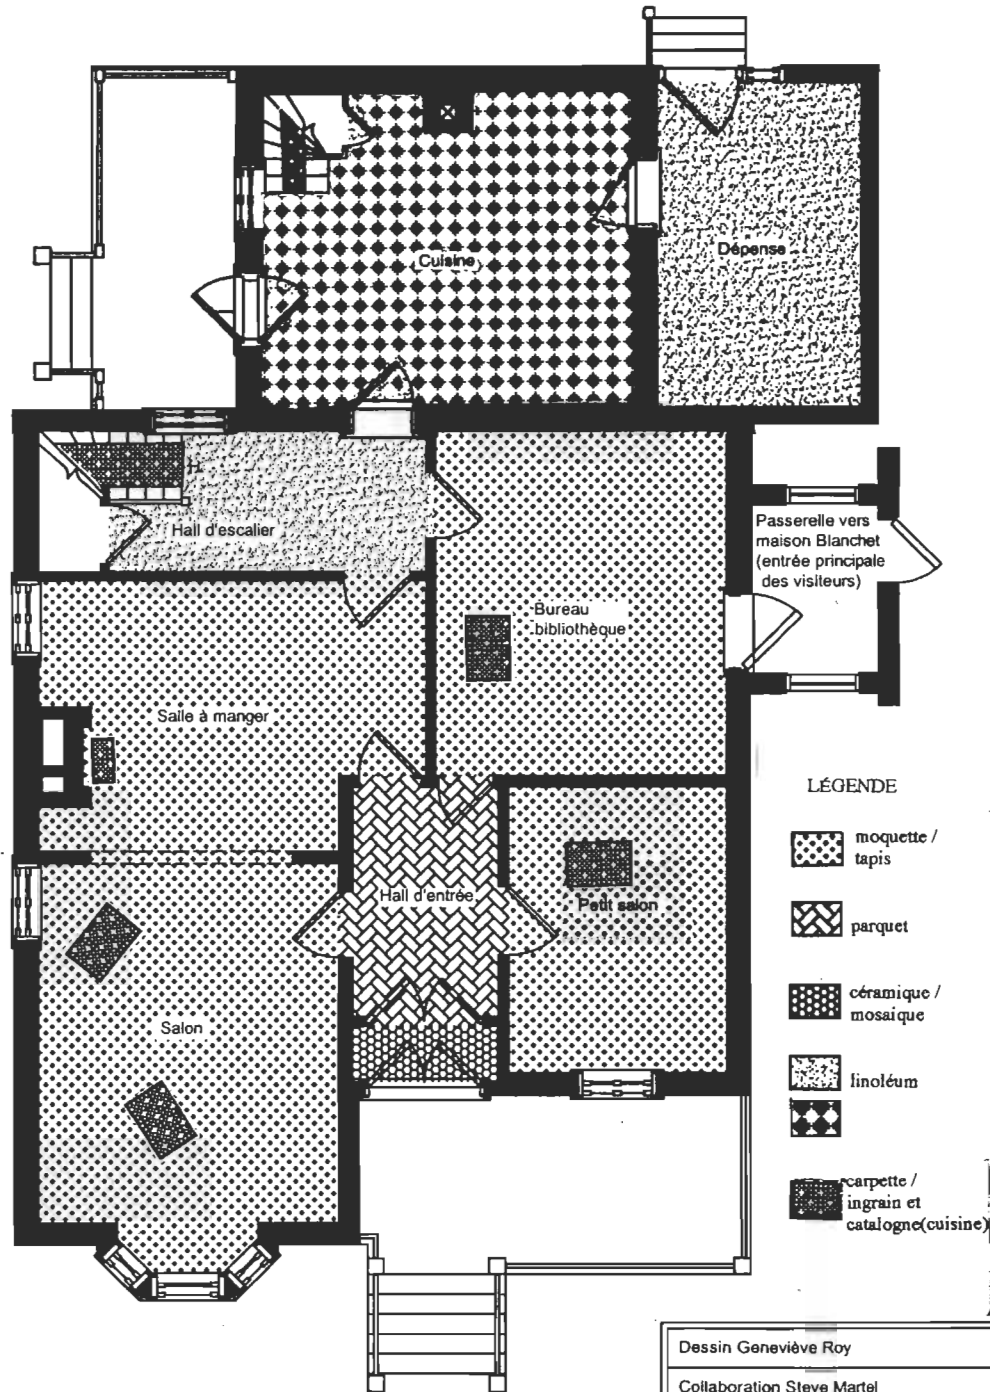 Cuisine
Dépense
Hall d'escalier
Passerelle vers
maison Blanchet
(entrée principale
des visiteurs)
Bureau
bibliothèque
Salle à manger
Hall d'entrée
Petit salon
Salon
LÉGENDE
moquette /
tapis
parquet
céramique /
mosaique
linoléum
carpette /
ingrain et
catalogne(cuisine)
Dessin Geneviève Roy
Collaboration Steve Martel